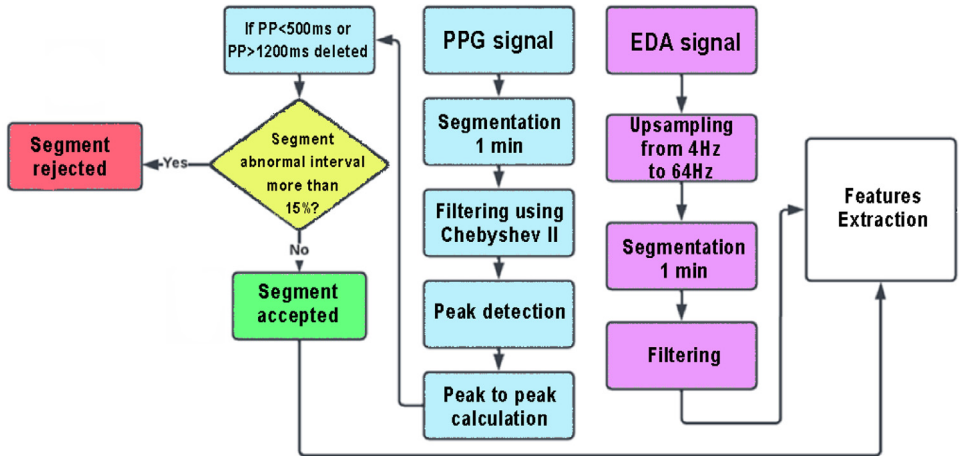 If PP<500ms or
PP>1200ms deleted
PPG signal
EDA signal
Segmentation
1 min
Upsampling
from 4Hz
to 64Hz
Segment
rejected
Yes
Segment
abnormal interval
more than
15%?
Features
Extraction
Filtering using
Chebyshev II
Segmentation
1 min
No
Segment
accepted
Peak detection
Filtering
Peak to peak
calculation